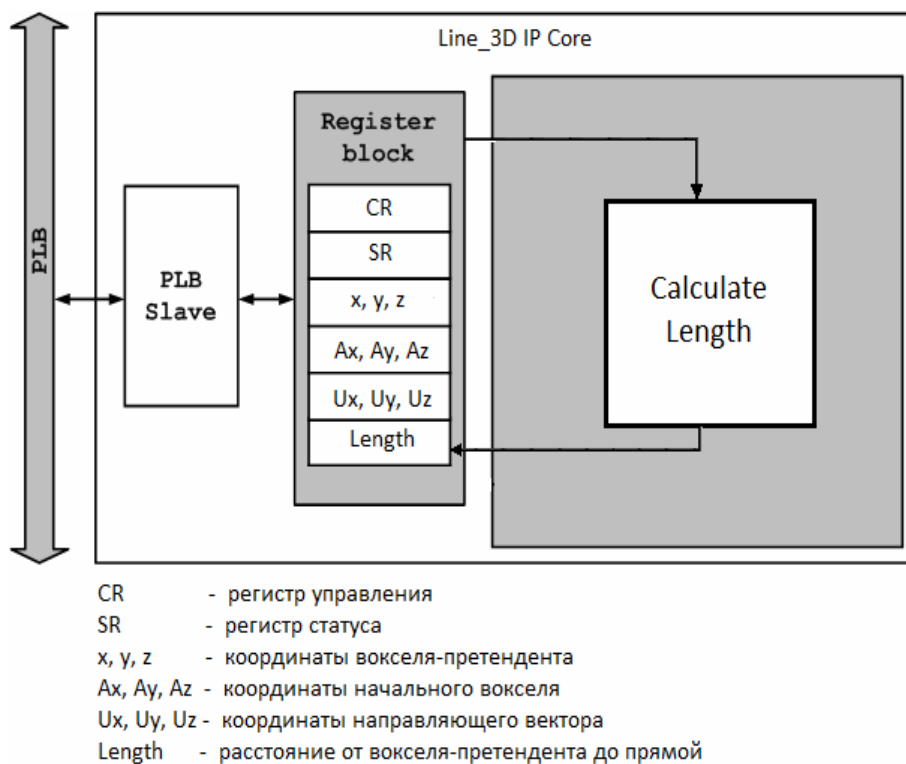 Line_3D IP Core
PLB
PLB
Slave
Register
block
CR
SR
x, y, z
Ax, Ay, Az
Ux, Uy, Uz
Length
Calculate
Length
CR - регистр управления
SR - регистр статуса
x, y, z - координаты вокселя-претендента
Ax, Ay, Az - координаты начального вокселя
Ux, Uy, Uz - координаты направляющего вектора
Length - расстояние от вокселя-претендента до прямой